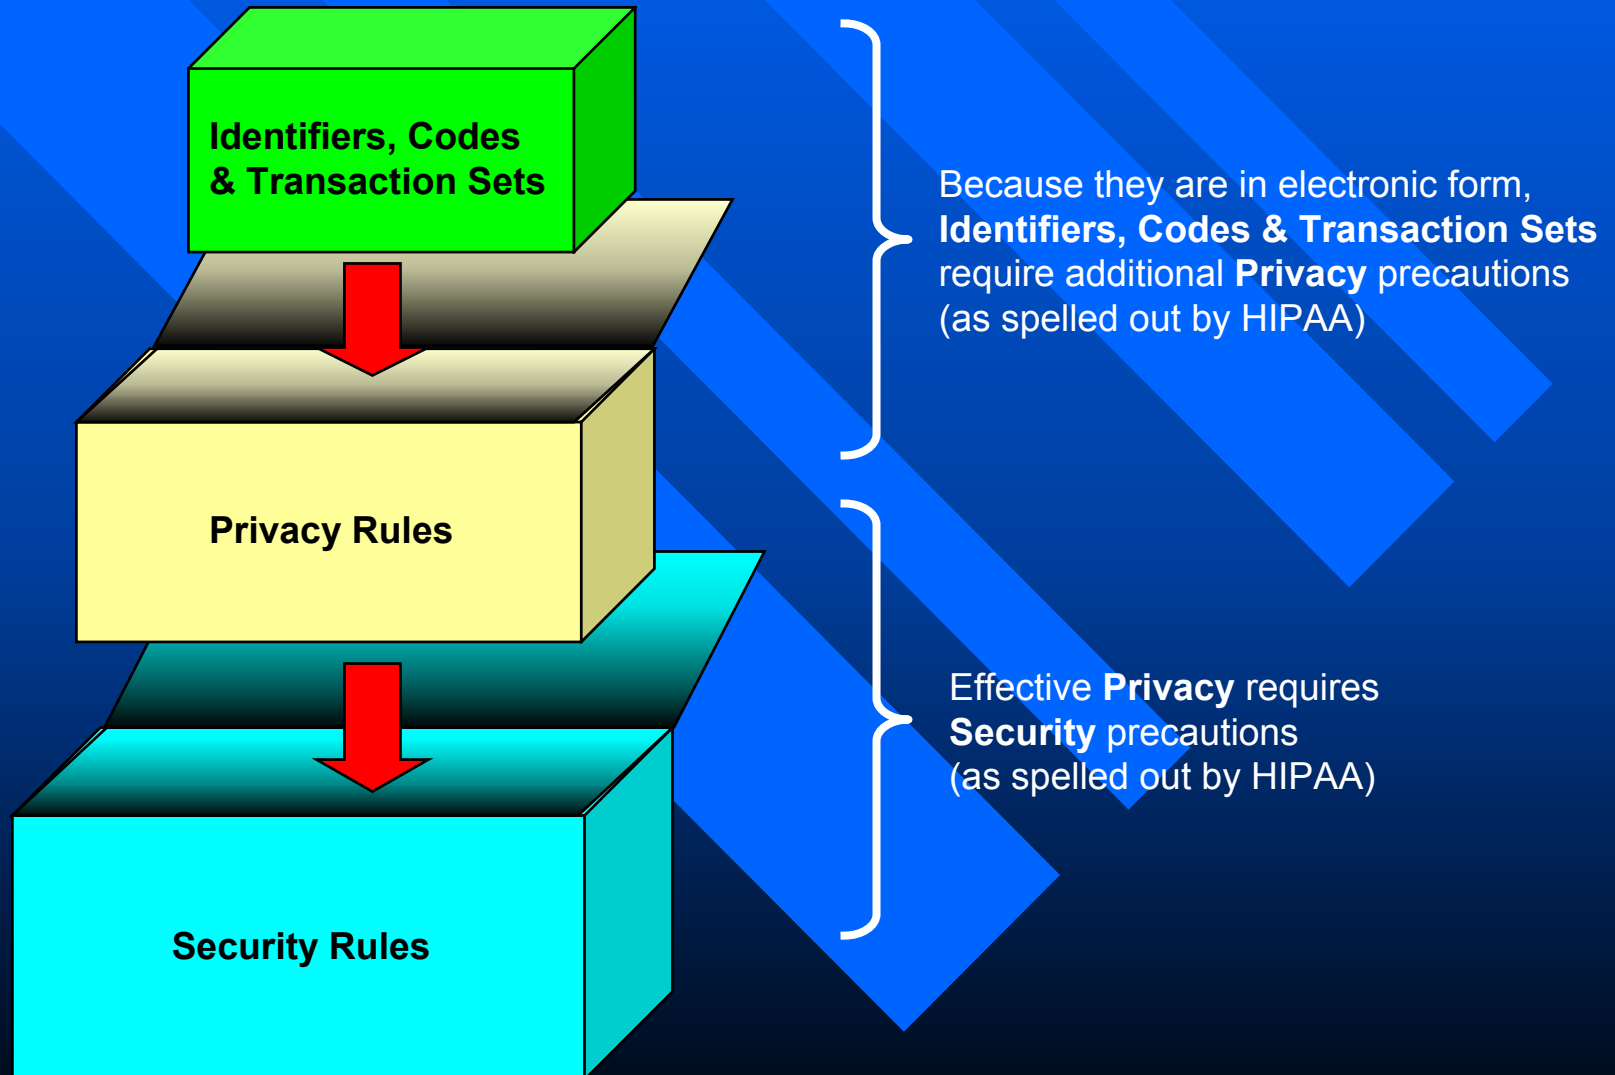 Identifiers, Codes
& Transaction Sets
Because they are in electronic form,
Identifiers, Codes & Transaction Sets
require additional Privacy precautions
(as spelled out by HIPAA)
Privacy Rules
Effective Privacy requires
Security precautions
(as spelled out by HIPAA)
Security Rules